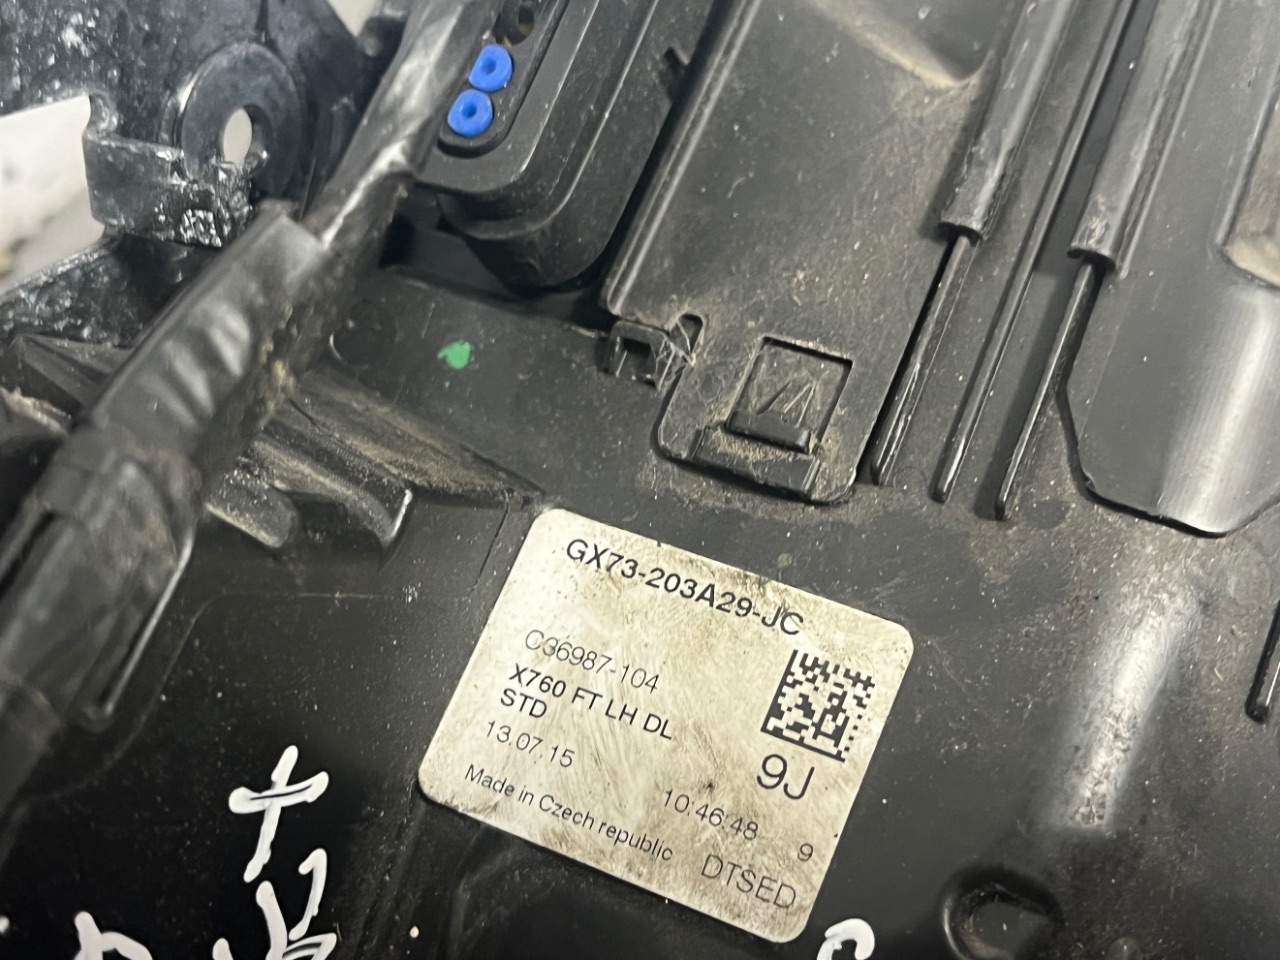 GX73-203A29-JC
C36987-104
X760 FT LH DL
STD
13.07.15
9J
10:46:48 9
Made in Czech republic
DTSED